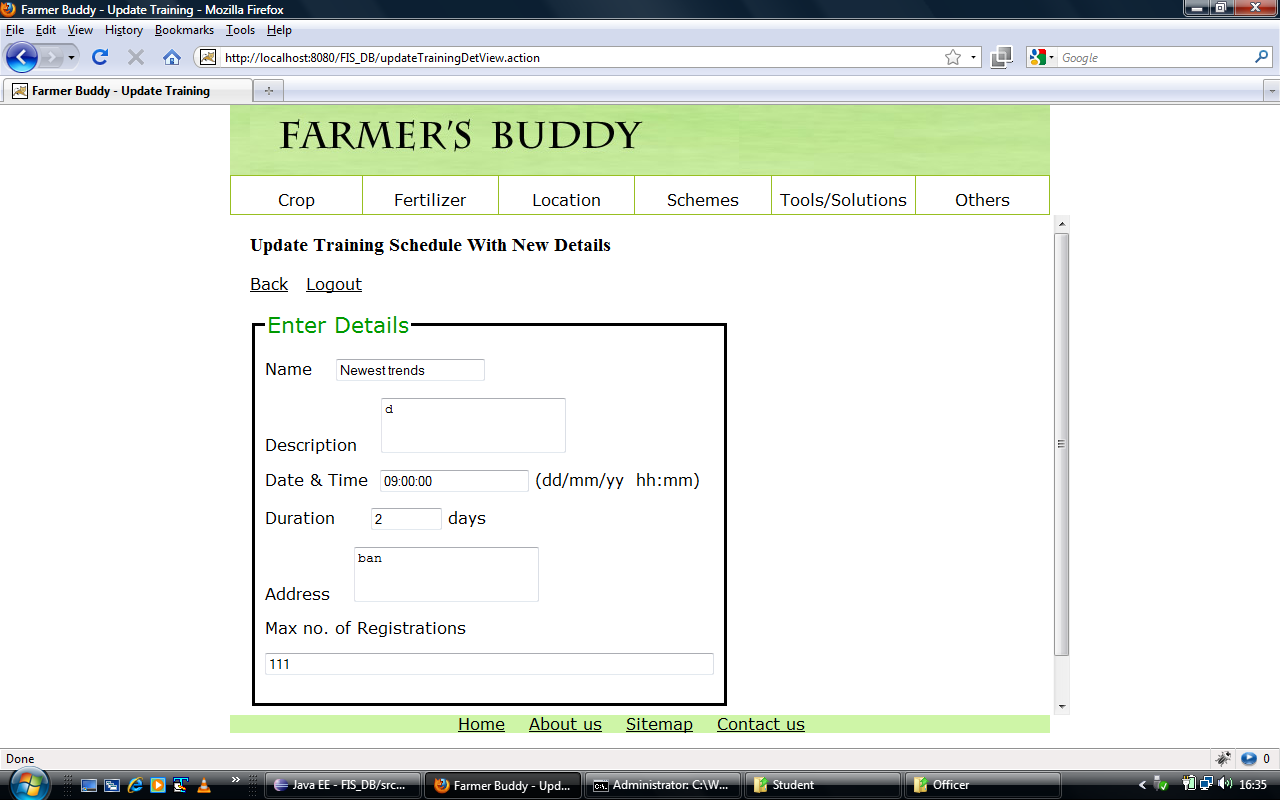 Farmer Buddy - Update Training - Mozilla Firefox
File Edit View History Bookmarks Tools Help
http://localhost:8080/FIS_DB/updateTrainingDetView.action
Google
Farmer Buddy - Update Training
FARMER'S BUDDY
Crop Fertilizer Location Schemes Tools/Solutions Others
Update Training Schedule With New Details
Back Logout
Enter Details
Name Newest trends
d
Description
Date & Time 09:00:00 (dd/mm/yy hh:mm)
Duration 2 days
ban
Address
Max no. of Registrations
111
Home About us Sitemap Contact us
Done 0
Java EE - FIS_DB/src... Farmer Buddy - Upd... Administrator: C:\W... Student Officer 16:35